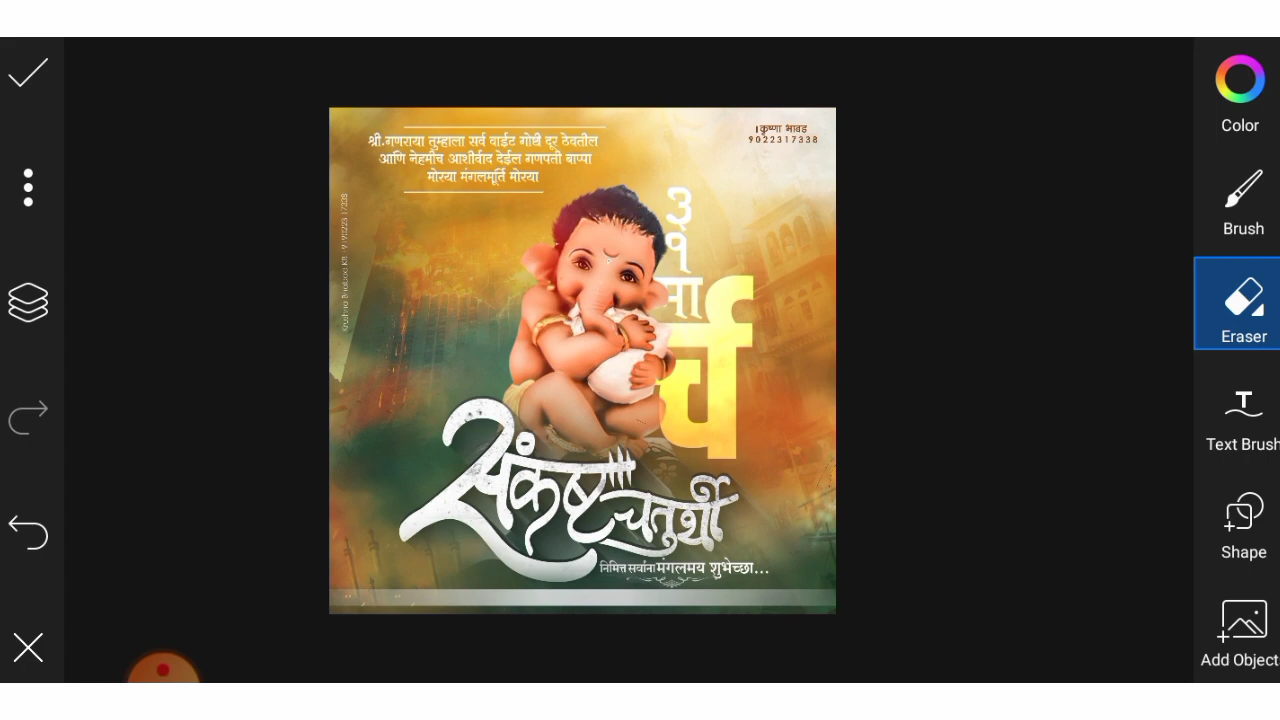 श्री.गणराया तुम्हाला सर्व वाईट गोष्टी दूर ठेवतील
आणि नेहमीच आशीर्वाद देईल गणपती बाप्पा
मोरया मंगलमूर्ति मोरया
कृष्णा भावड
9022317338
३१
मार्च
संकष्ट
चतुर्थी
निमित्त सर्वांना मंगलमय शुभेच्छा...
Color
Brush
Eraser
T
Text Brush
Shape
Add Object